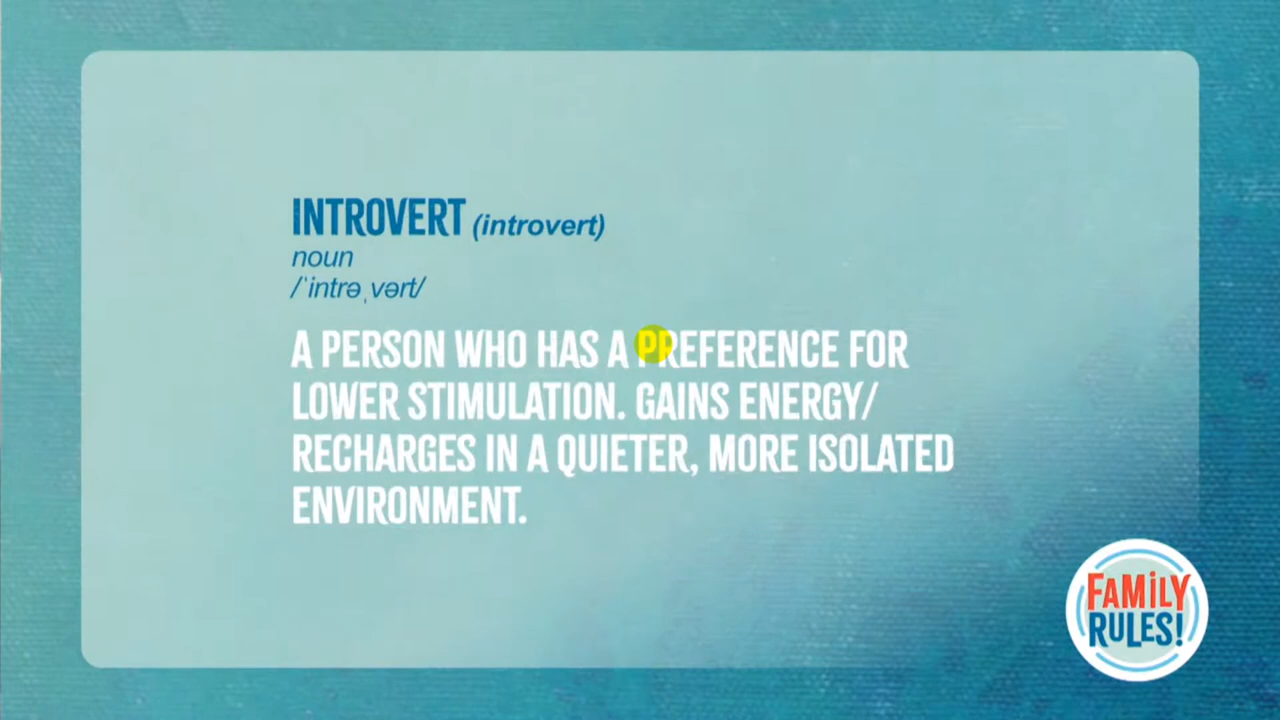 INTROVERT (introvert)
noun
/ˈintrəˌvərt/
A PERSON WHO HAS A PREFERENCE FOR
LOWER STIMULATION. GAINS ENERGY/
RECHARGES IN A QUIETER, MORE ISOLATED
ENVIRONMENT.
FAMiLY
RULES!